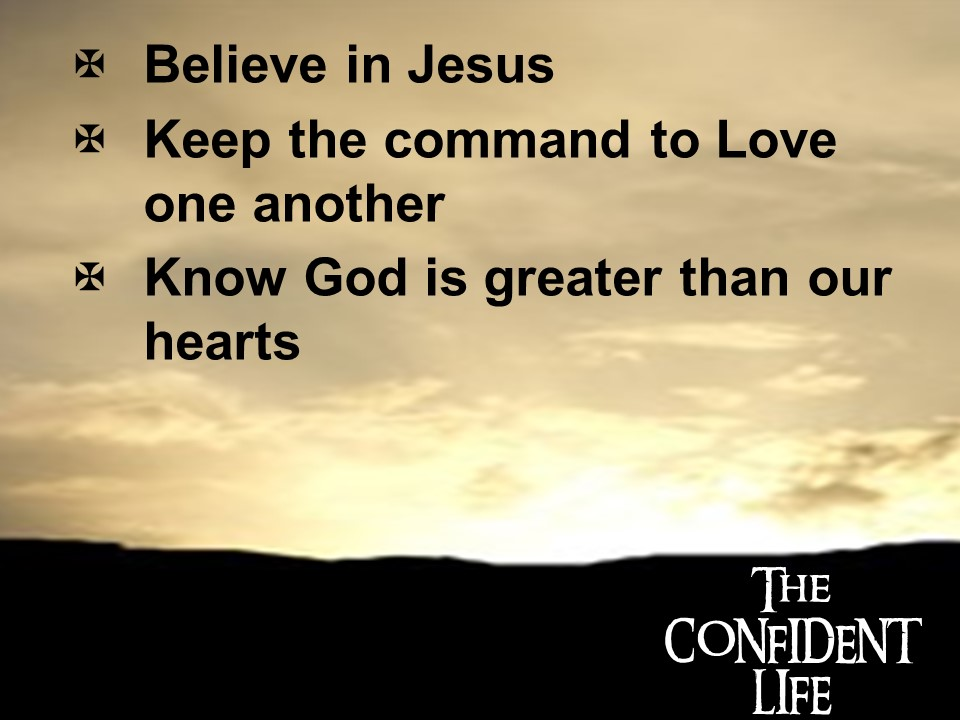 ✠ Believe in Jesus
✠ Keep the command to Love
one another
✠ Know God is greater than our
hearts
THE
CONFIDENT
LIFE